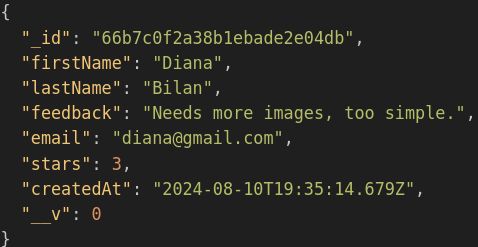 {
"_id": "66b7c0f2a38b1ebade2e04db",
"firstName": "Diana",
"lastName": "Bilan",
"feedback": "Needs more images, too simple.",
"email": "diana@gmail.com",
"stars": 3,
"createdAt": "2024-08-10T19:35:14.679Z",
"__v": 0
}